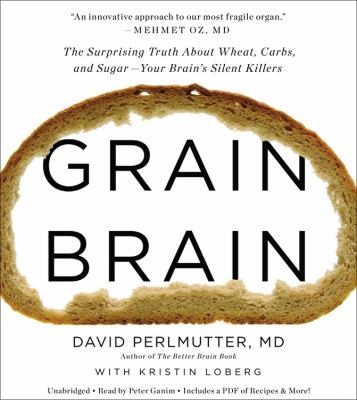 "An innovative approach to our most fragile organ."
—MEHMET OZ, MD
The Surprising Truth About Wheat, Carbs,
and Sugar—Your Brain's Silent Killers
GRAIN
BRAIN
DAVID PERLMUTTER, MD
Author of The Better Brain Book
WITH KRISTIN LOBERG
Unabridged • Read by Peter Ganim • Includes a PDF of Recipes & More!